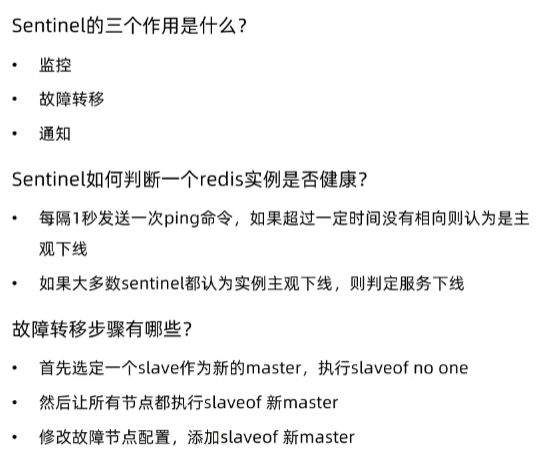 Sentinel的三个作用是什么？
• 监控
• 故障转移
• 通知
Sentinel如何判断一个redis实例是否健康？
• 每隔1秒发送一次ping命令，如果超过一定时间没有相向则认为是主
观下线
• 如果大多数sentinel都认为实例主观下线，则判定服务下线
故障转移步骤有哪些？
• 首先选定一个slave作为新的master，执行slaveof no one
• 然后让所有节点都执行slaveof 新master
• 修改故障节点配置，添加slaveof 新master